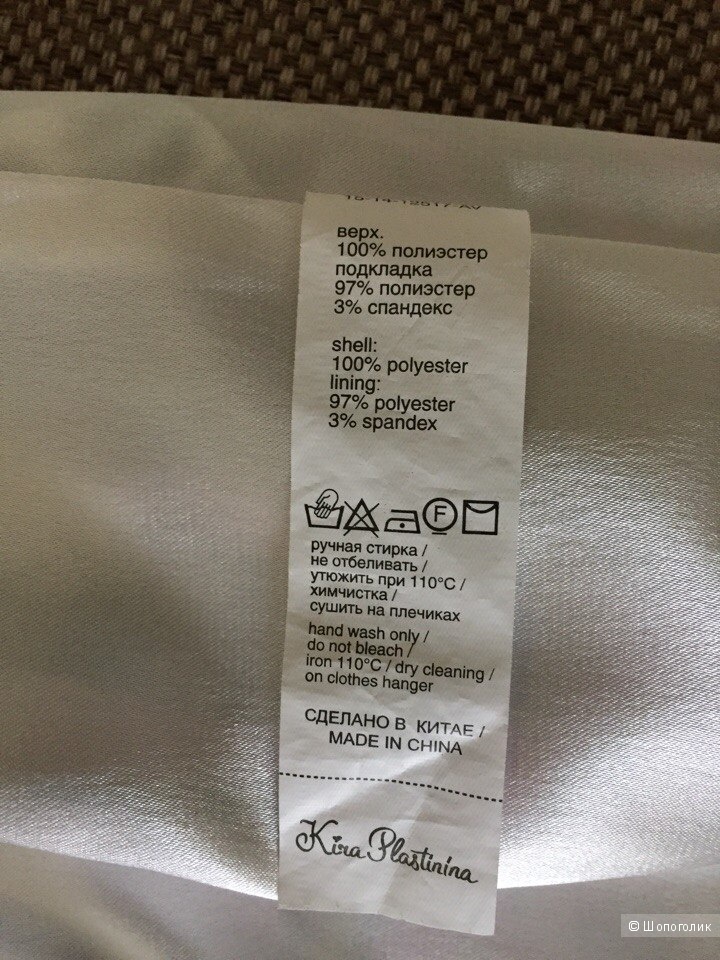 верх.
100% полиэстер
подкладка
97% полиэстер
3% спандекс
shell:
100% polyester
lining:
97% polyester
3% spandex
F
ручная стирка /
не отбеливать /
утюжить при 110°C /
химчистка /
сушить на плечиках
hand wash only /
do not bleach /
iron 110°C / dry cleaning /
on clothes hanger
СДЕЛАНО В КИТАЕ /
MADE IN CHINA
Kira Plastinina
© Шопоголик